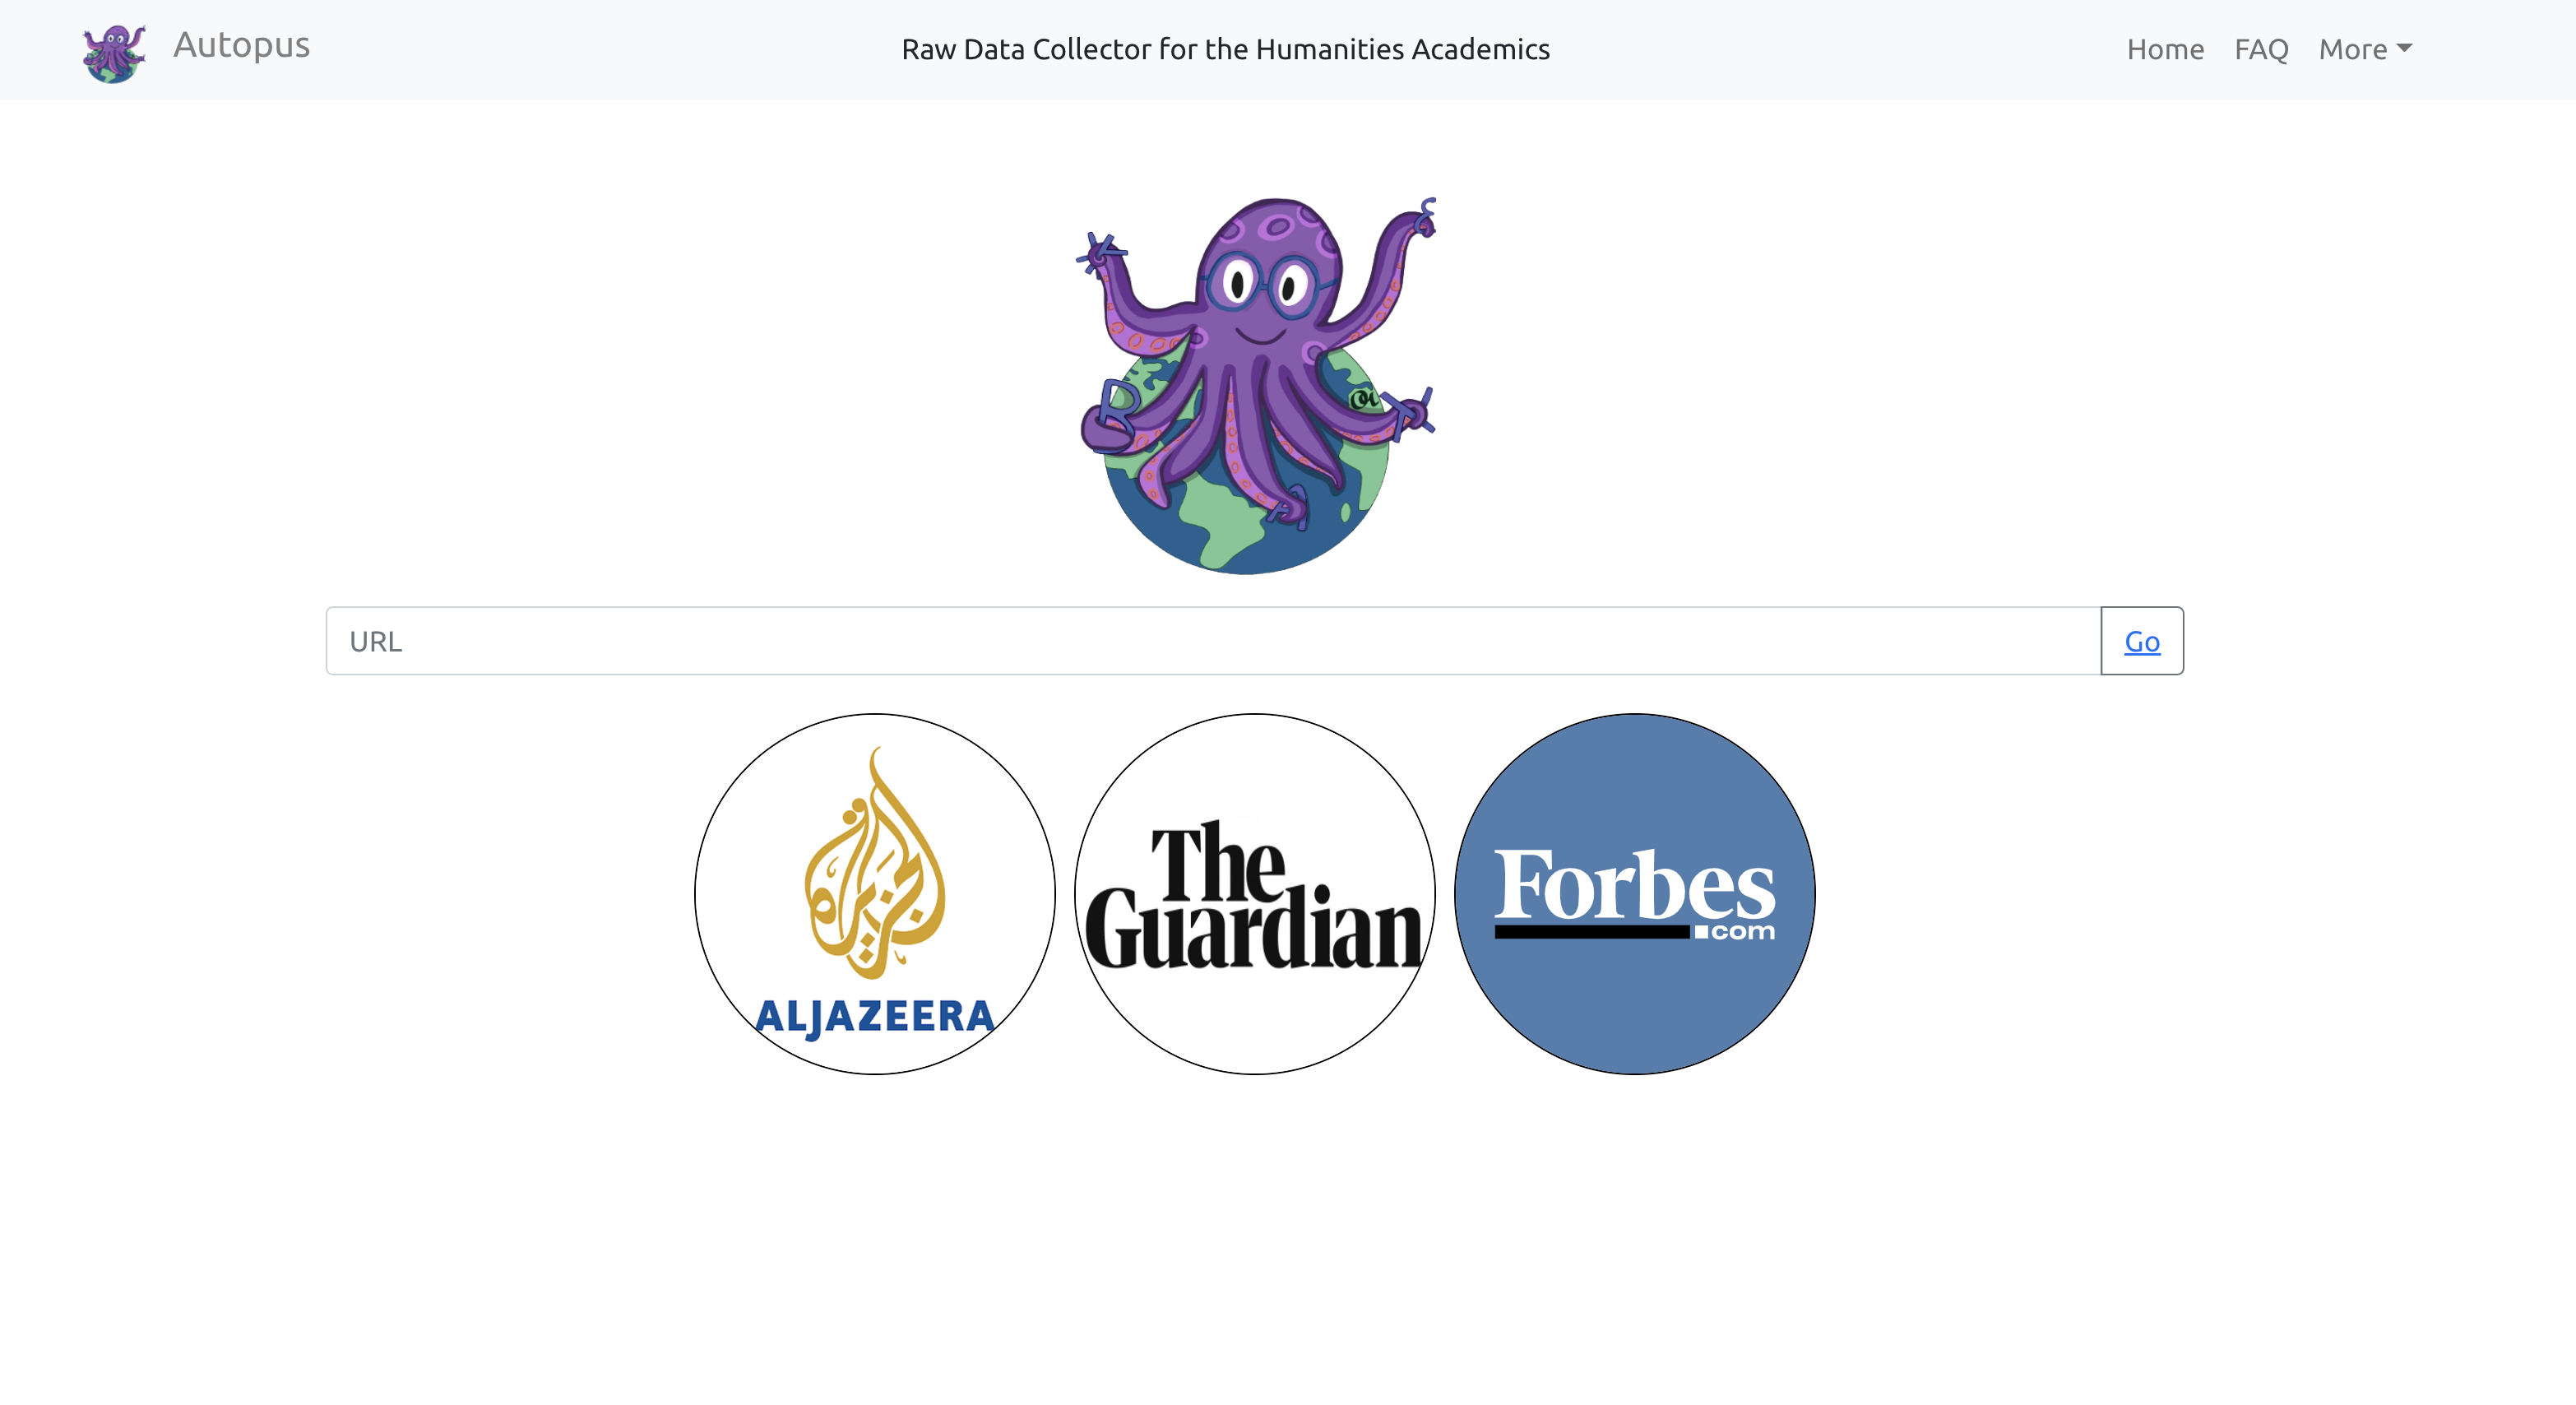 Autopus
Raw Data Collector for the Humanities Academics
Home
FAQ
More
B
T
URL
Go
الجزيرة
ALJAZEERA
The
Guardian
Forbes
.com